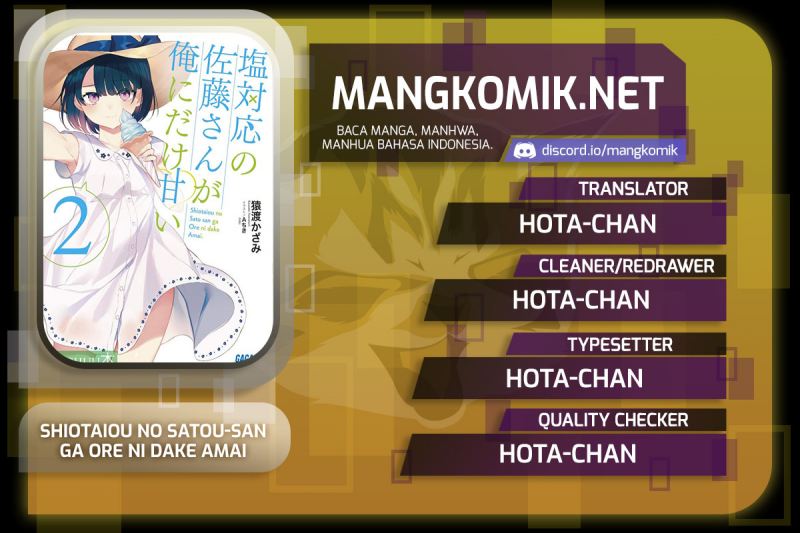 塩対応の
佐藤さんが
俺にだけ甘い
2
Shiotaiou no
Sato san ga
Ore ni dake
Amai.
猿渡かざみ
MANGKOMIK.NET
BACA MANGA, MANHWA,
MANHUA BAHASA INDONESIA.
discord.io/mangkomik
TRANSLATOR
HOTA-CHAN
CLEANER/REDRAWER
HOTA-CHAN
TYPESETTER
HOTA-CHAN
QUALITY CHECKER
HOTA-CHAN
SHIOTAIOU NO SATOU-SAN
GA ORE NI DAKE AMAI